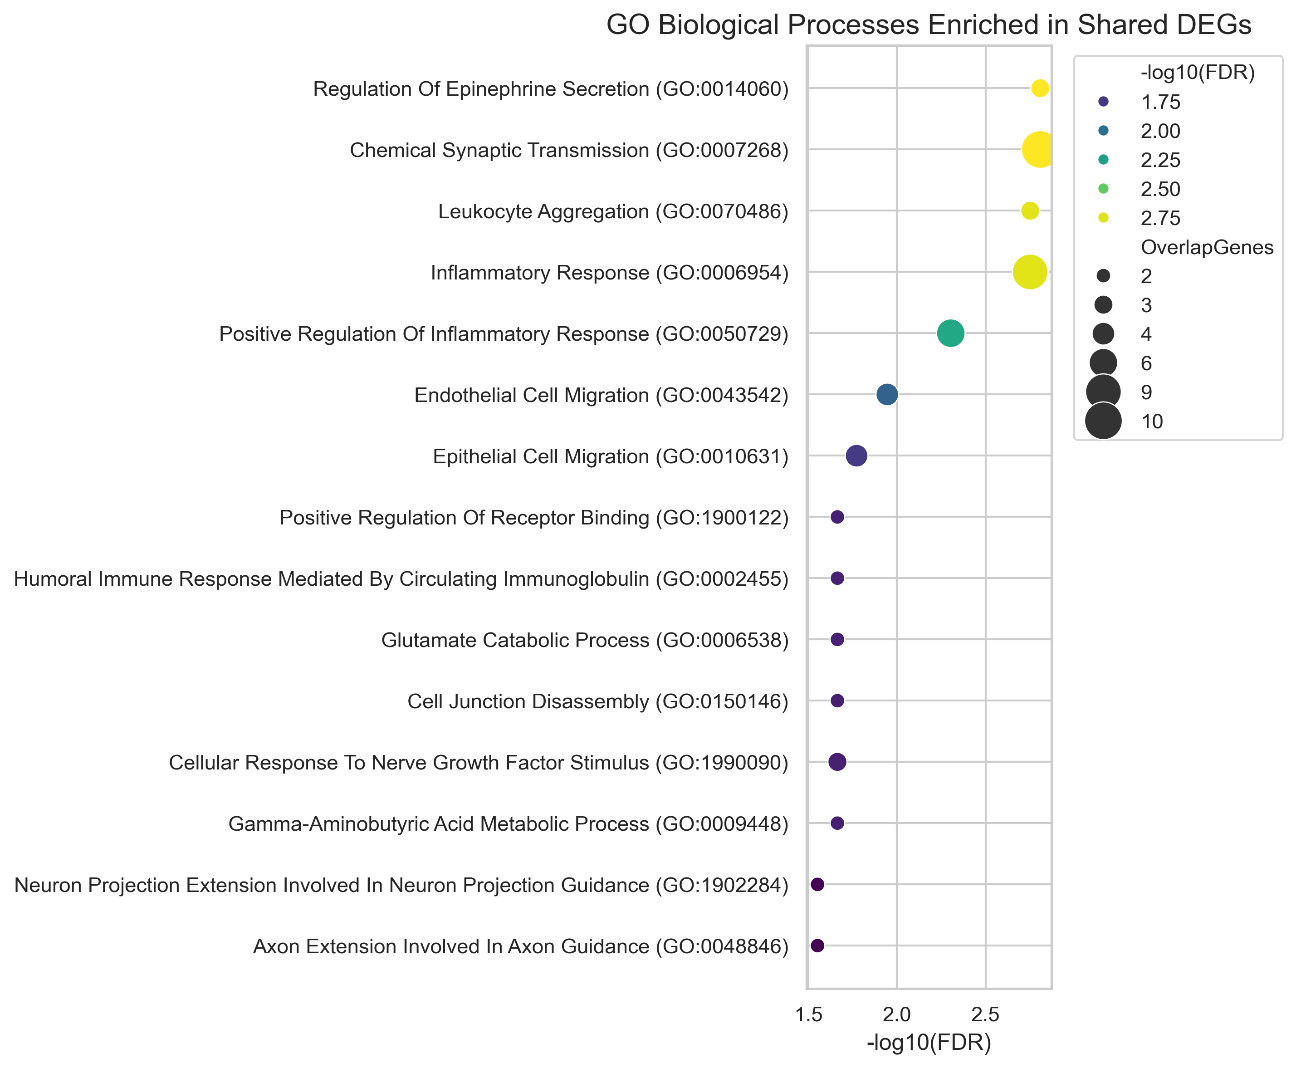 GO Biological Processes Enriched in Shared DEGs
Regulation Of Epinephrine Secretion (GO:0014060)
Chemical Synaptic Transmission (GO:0007268)
Leukocyte Aggregation (GO:0070486)
Inflammatory Response (GO:0006954)
Positive Regulation Of Inflammatory Response (GO:0050729)
Endothelial Cell Migration (GO:0043542)
Epithelial Cell Migration (GO:0010631)
Positive Regulation Of Receptor Binding (GO:1900122)
Humoral Immune Response Mediated By Circulating Immunoglobulin (GO:0002455)
Glutamate Catabolic Process (GO:0006538)
Cell Junction Disassembly (GO:0150146)
Cellular Response To Nerve Growth Factor Stimulus (GO:1990090)
Gamma-Aminobutyric Acid Metabolic Process (GO:0009448)
Neuron Projection Extension Involved In Neuron Projection Guidance (GO:1902284)
Axon Extension Involved In Axon Guidance (GO:0048846)
1.5 2.0 2.5
-log10(FDR)
-log10(FDR)
1.75
2.00
2.25
2.50
2.75
OverlapGenes
2
3
4
6
9
10